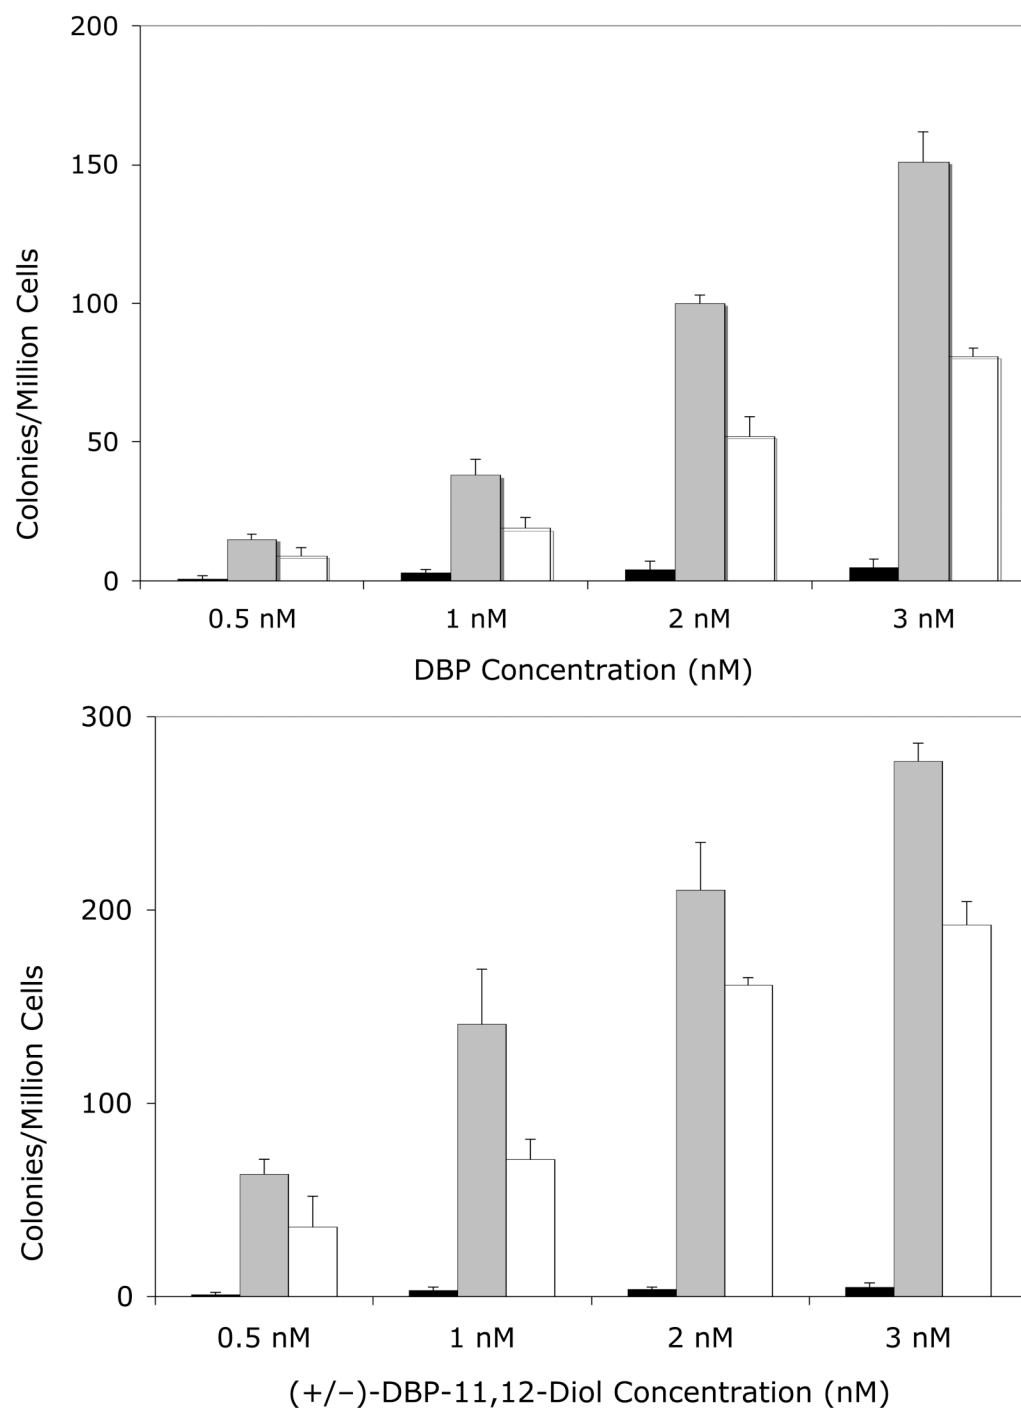 200
150
100
50
0
Colonies/Million Cells
0.5 nM 1 nM 2 nM 3 nM
DBP Concentration (nM)
300
200
100
0
Colonies/Million Cells
0.5 nM 1 nM 2 nM 3 nM
(+/–)-DBP-11,12-Diol Concentration (nM)